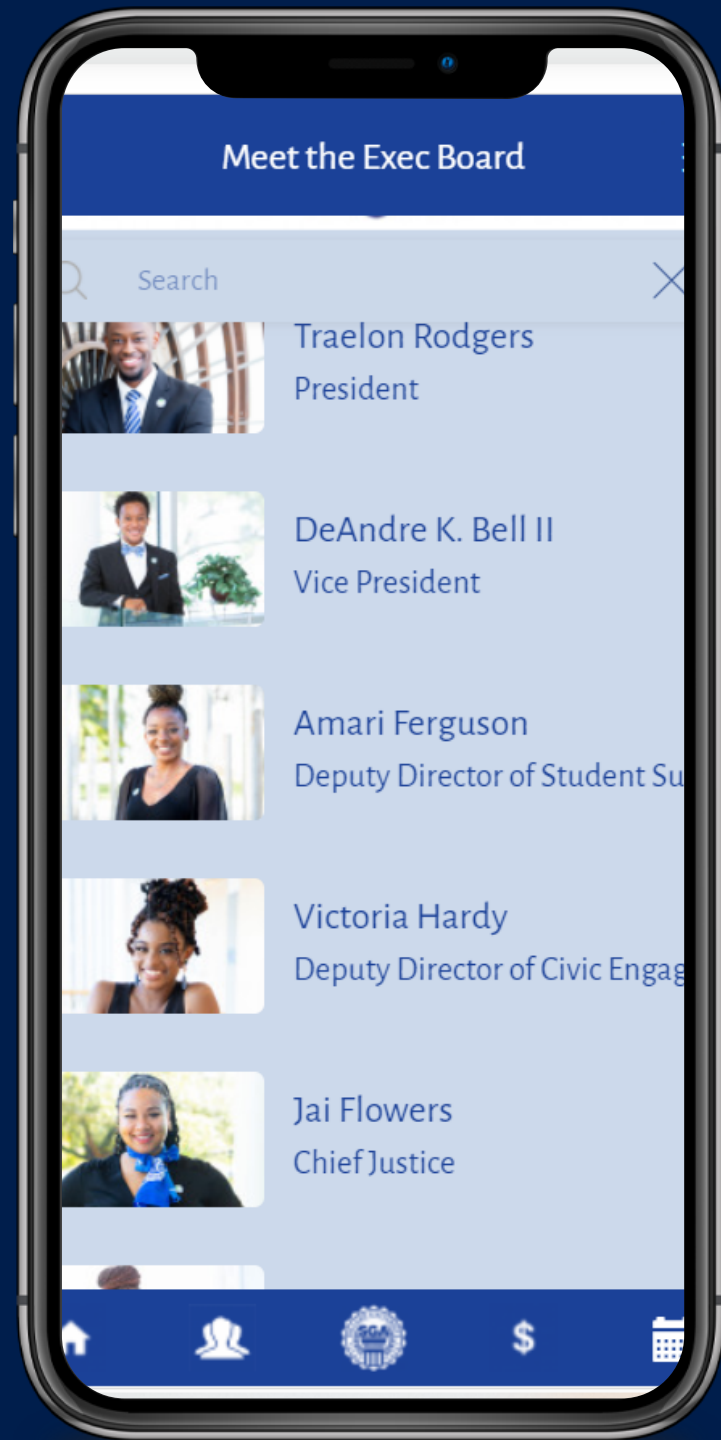 Meet the Exec Board
Search
Traelon Rodgers
President
DeAndre K. Bell II
Vice President
Amari Ferguson
Deputy Director of Student Su
Victoria Hardy
Deputy Director of Civic Engag
Jai Flowers
Chief Justice
SGA
$